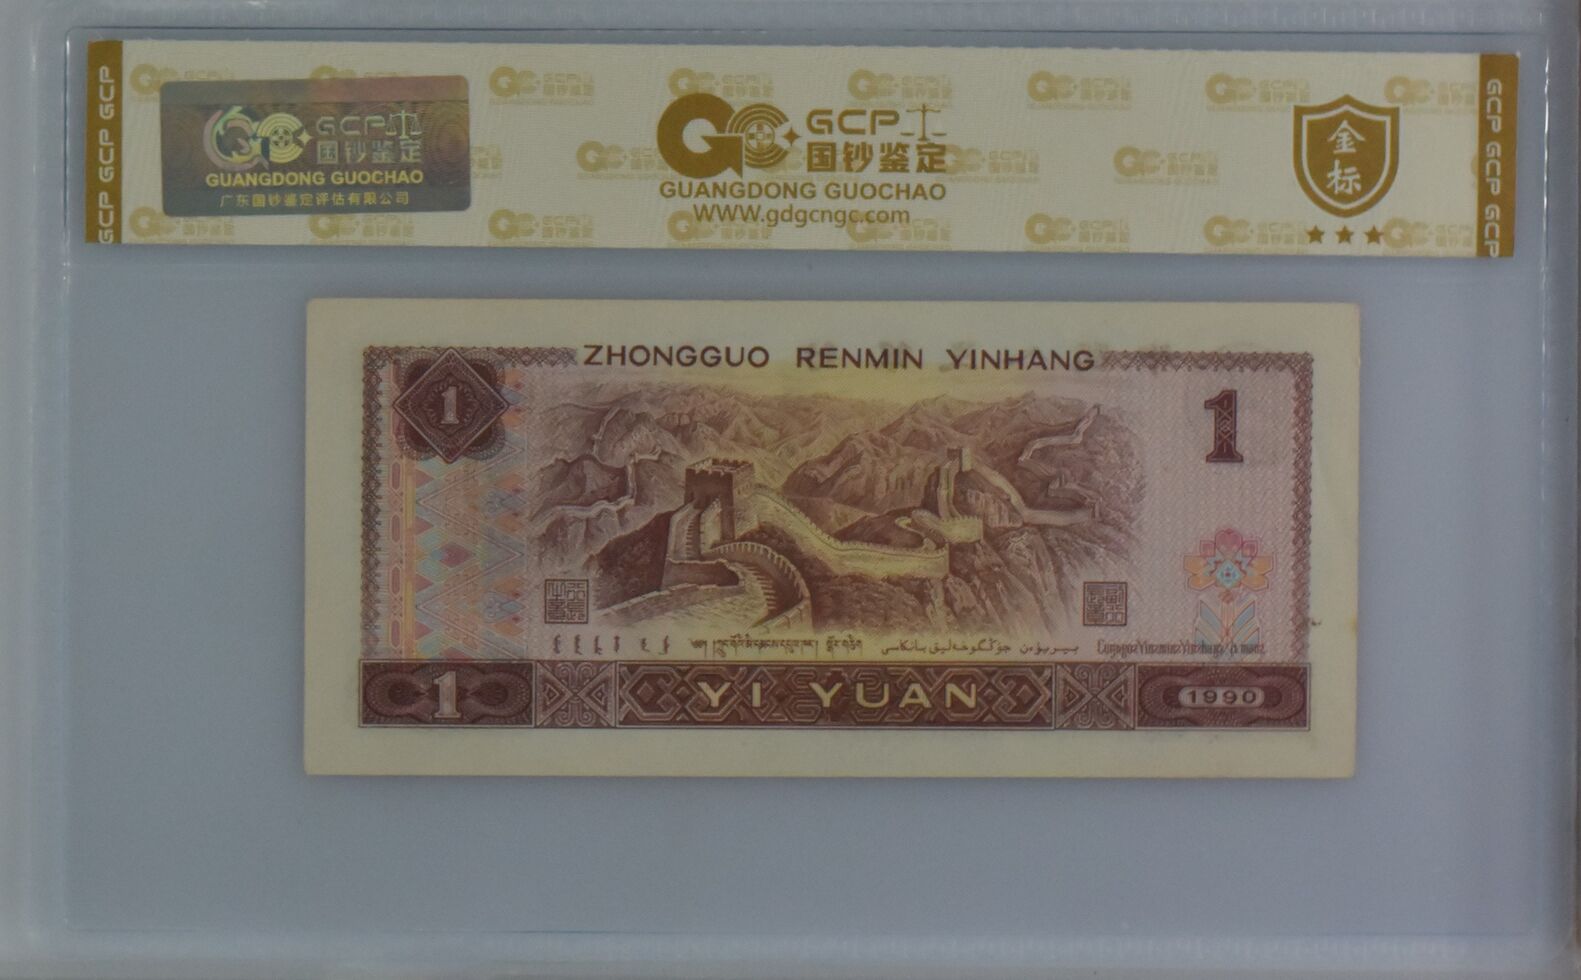 GCP GCP GCP
GCP
国钞鉴定
GUANGDONG GUOCHAO
广东国钞鉴定评估有限公司
GCP
国钞鉴定
GUANGDONG GUOCHAO
WWW.gdgcngc.com
金标
GCP GCP GCP
ZHONGGUO RENMIN YINHANG
1
1
1
YI YUAN
1990